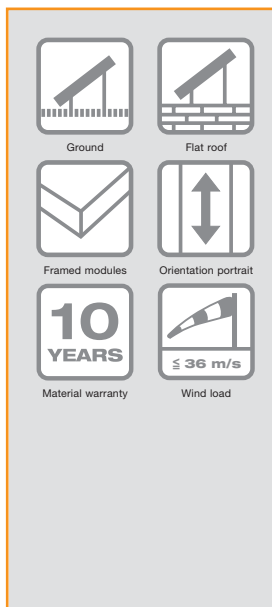 Ground
Flat roof
Framed modules
Orientation portrait
10
YEARS
≦ 36 m/s
Material warranty
Wind load